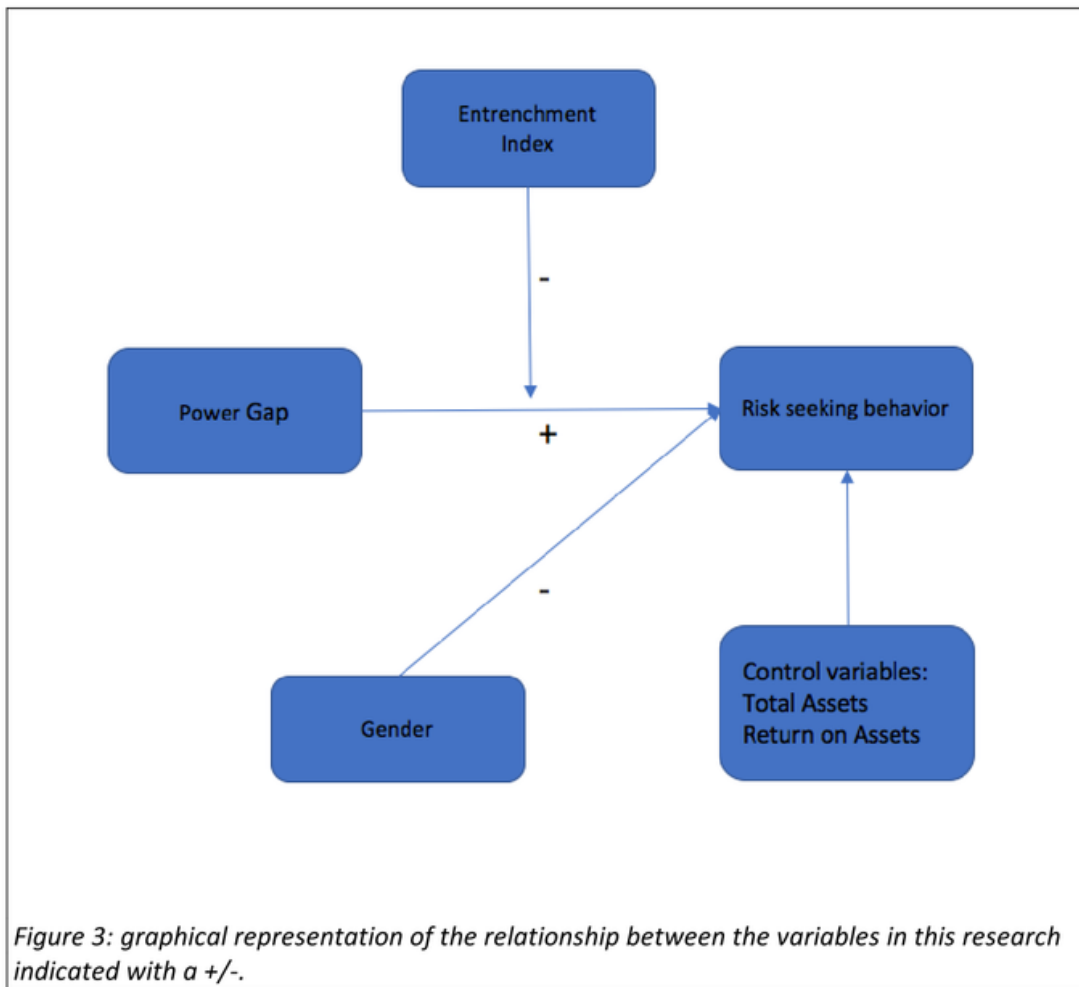 Entrenchment
Index
-
Power Gap
+
Risk seeking behavior
-
Gender
Control variables:
Total Assets
Return on Assets
Figure 3: graphical representation of the relationship between the variables in this research
indicated with a +/-.